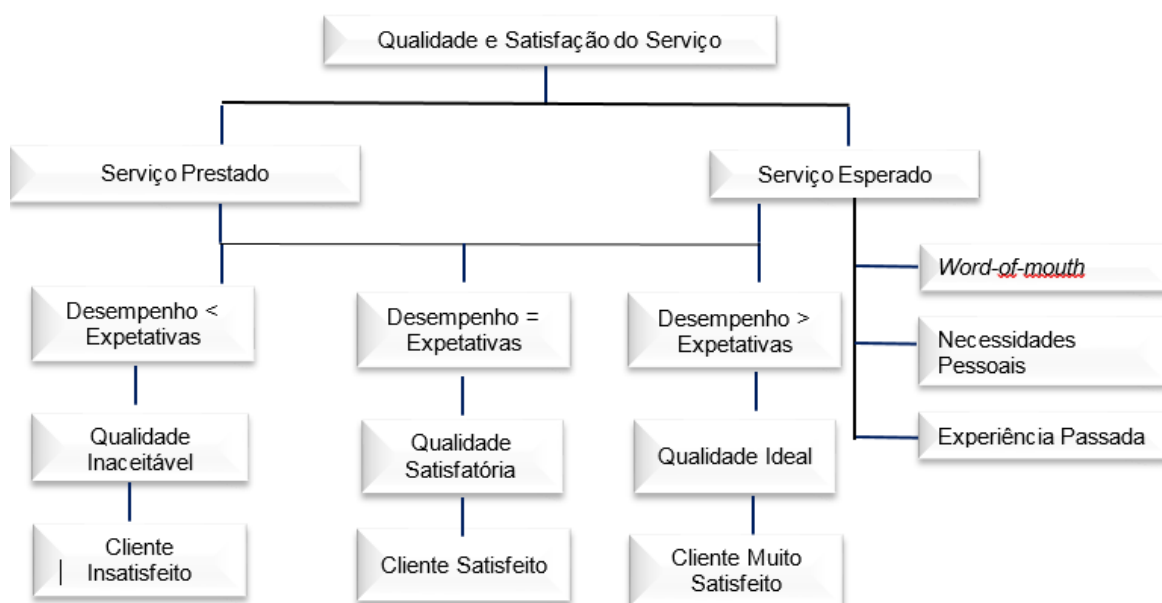 Qualidade e Satisfação do Serviço
Serviço Prestado
Serviço Esperado
Word-of-mouth
Necessidades
Pessoais
Experiência Passada
Desempenho <
Expetativas
Desempenho =
Expetativas
Desempenho >
Expetativas
Qualidade
Inaceitável
Qualidade
Satisfatória
Qualidade Ideal
Cliente
Insatisfeito
Cliente Satisfeito
Cliente Muito
Satisfeito